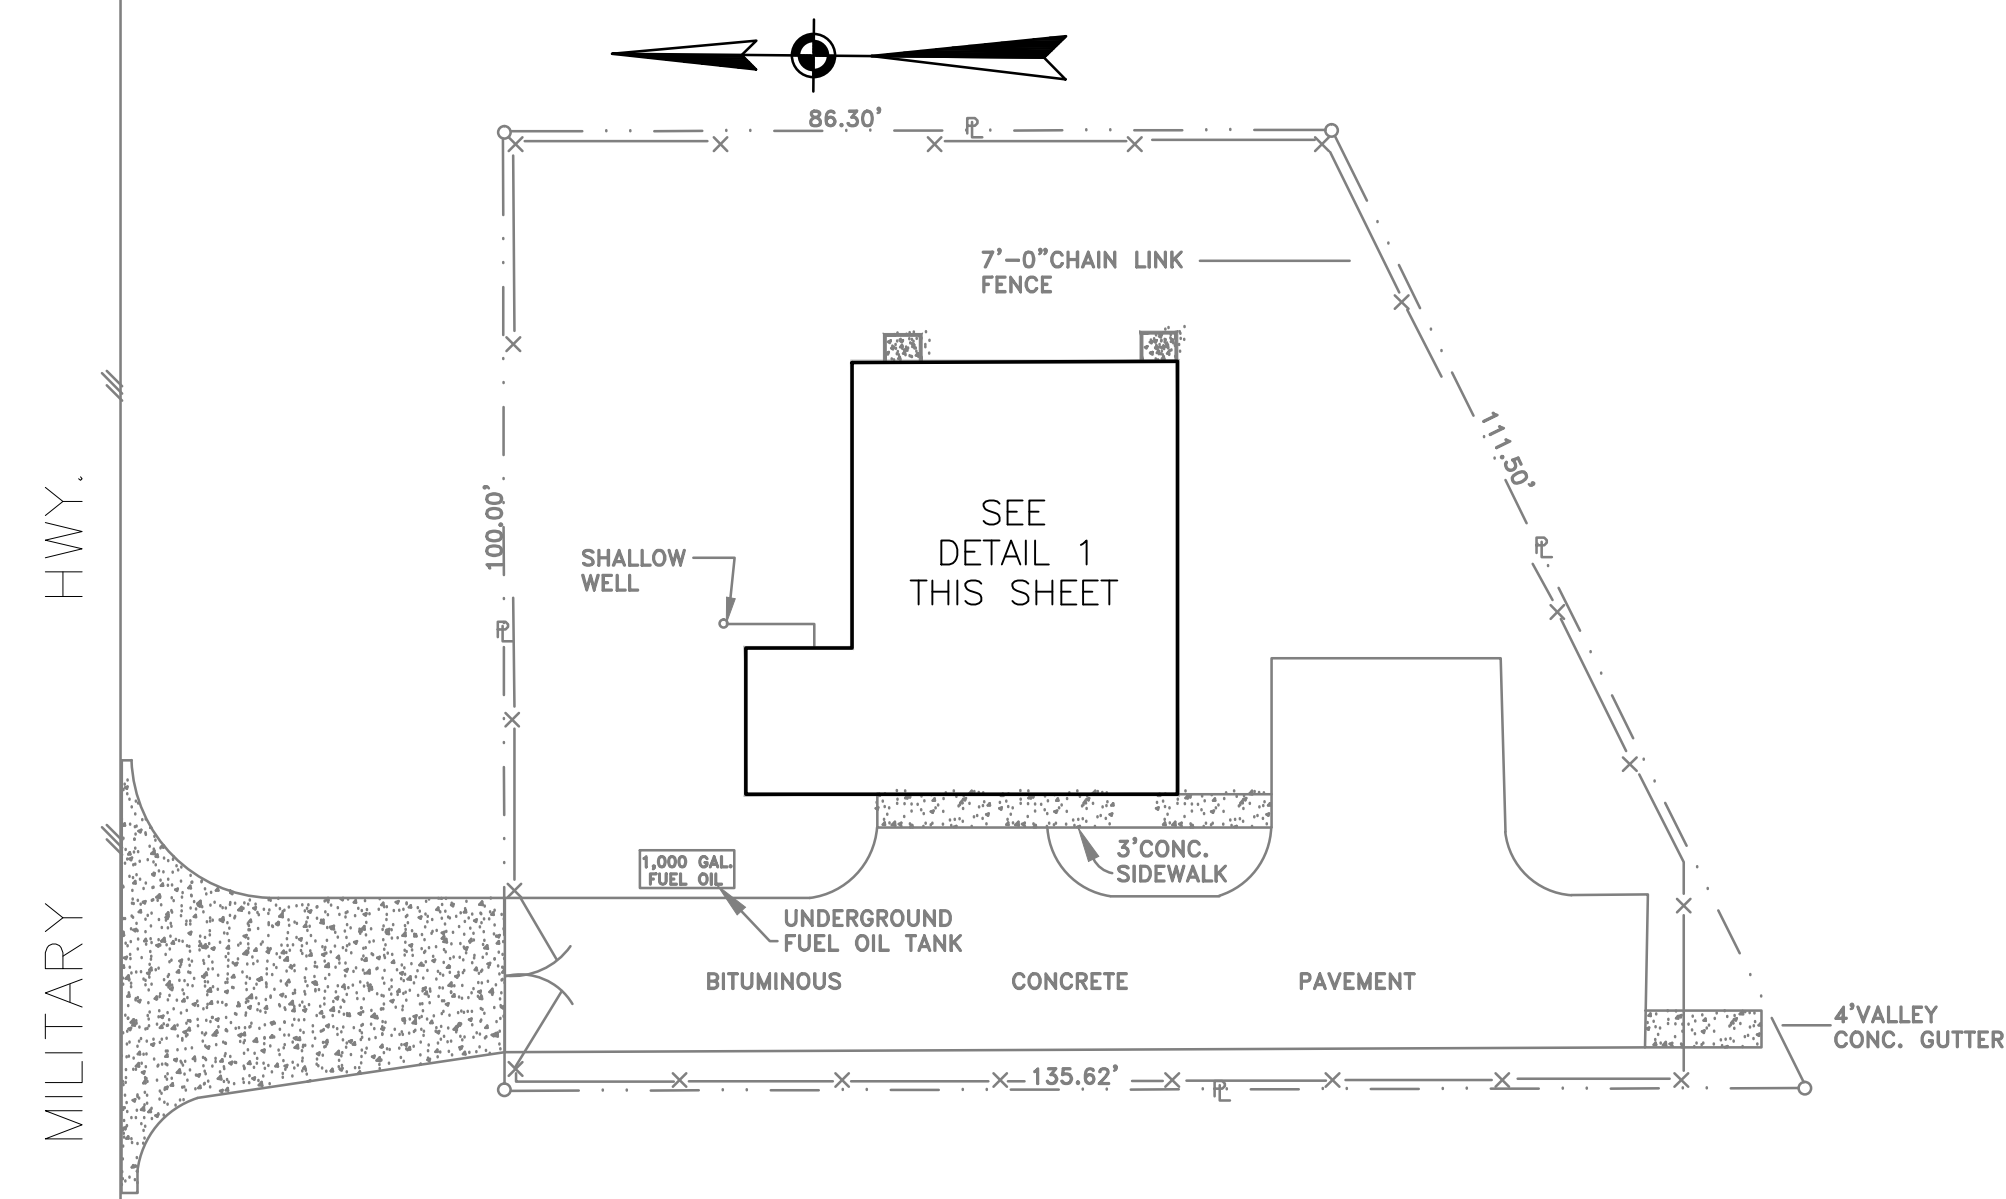 86.30'
PL
7'-0"CHAIN LINK
FENCE
111.50'
HWY.
100.00'
SEE
DETAIL 1
THIS SHEET
SHALLOW
WELL
PL
PL
1,000 GAL.
FUEL OIL
3'CONC.
SIDEWALK
UNDERGROUND
FUEL OIL TANK
BITUMINOUS CONCRETE PAVEMENT
MILITARY
4'VALLEY
CONC. GUTTER
135.62'
PL